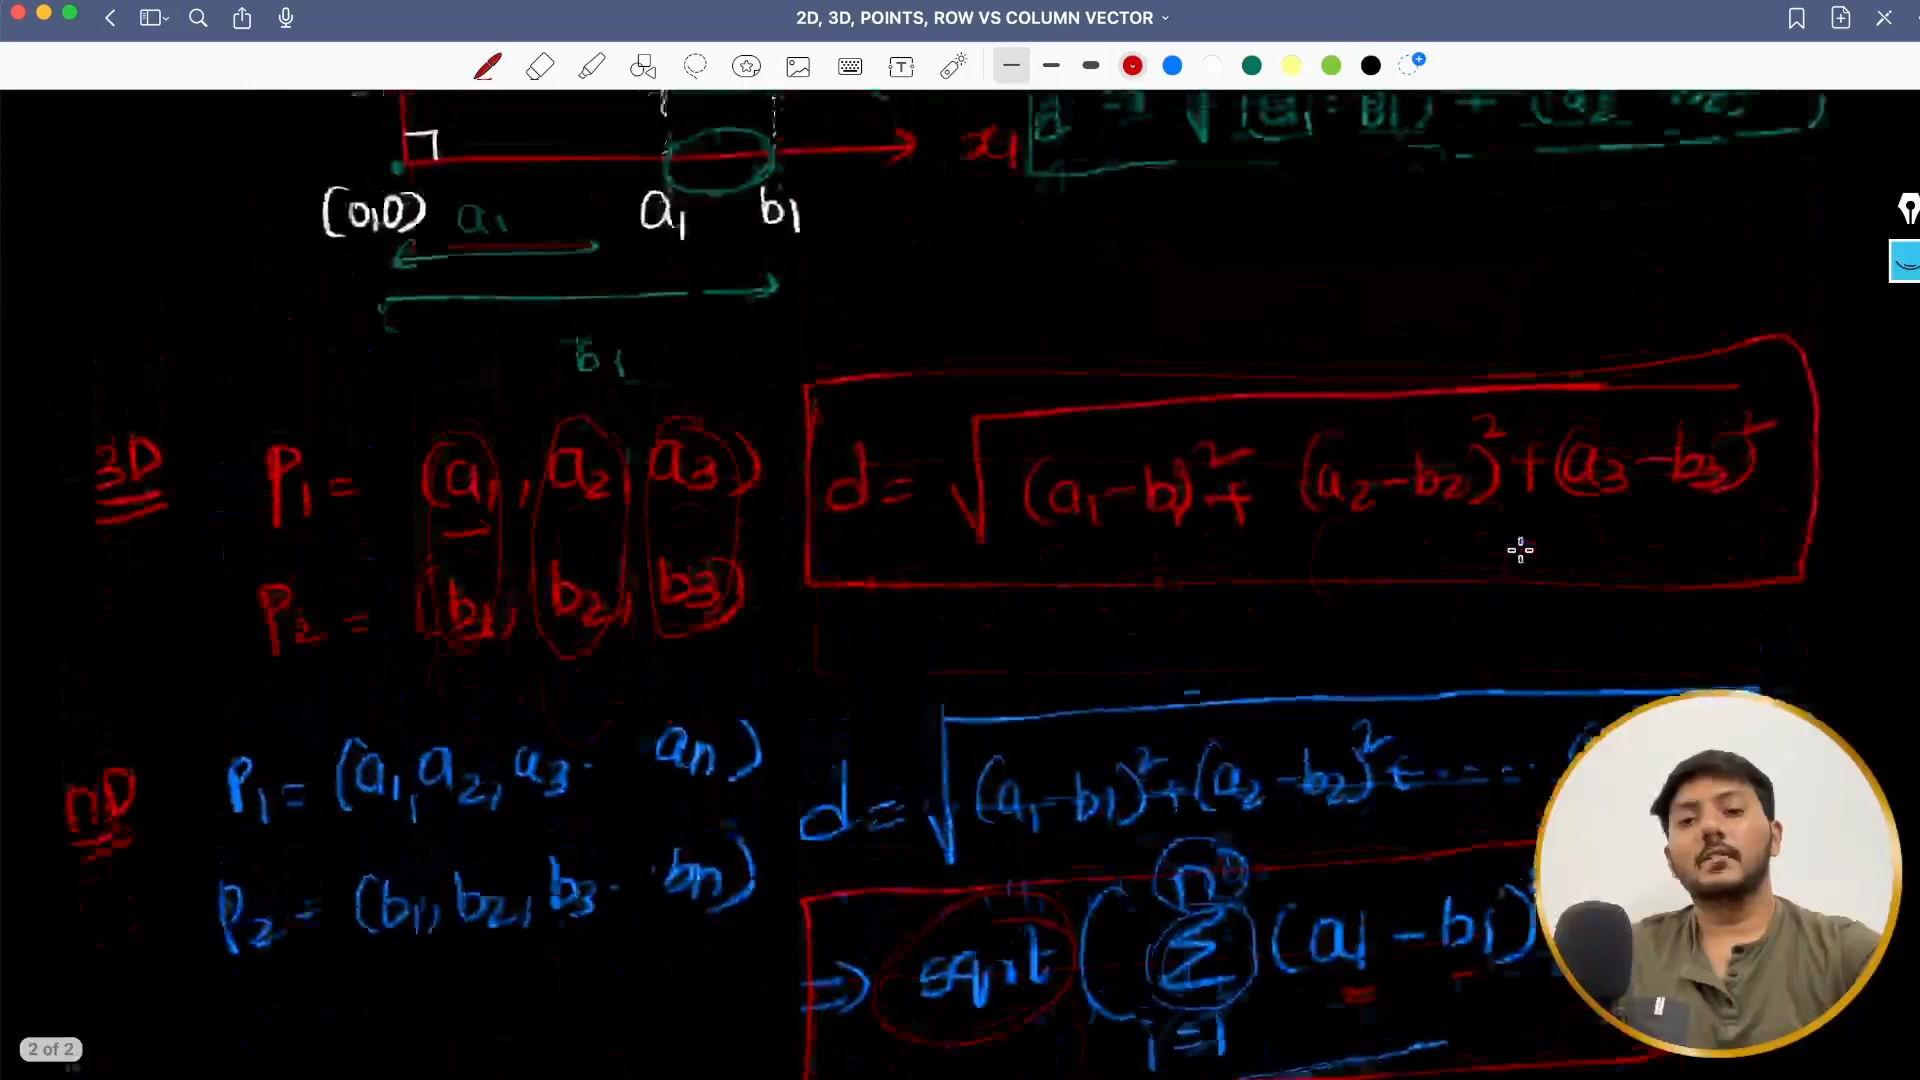 2D, 3D, POINTS, ROW VS COLUMN VECTOR
x1
(0,0) a1 a1 b1
b1
3D P1 = (a1, a2, a3)
P2 = (b1, b2, b3)
d = √(a1-b)² + (a2-b2)² + (a3-b3)²
nD P1 = (a1, a2, a3. an)
P2 = (b1, b2, b3. bn)
d = √(a1-b1)² + (a2-b2)² + .....
⇒ sqrt ( n Σ i=1 (a1 - b1)
2 of 2